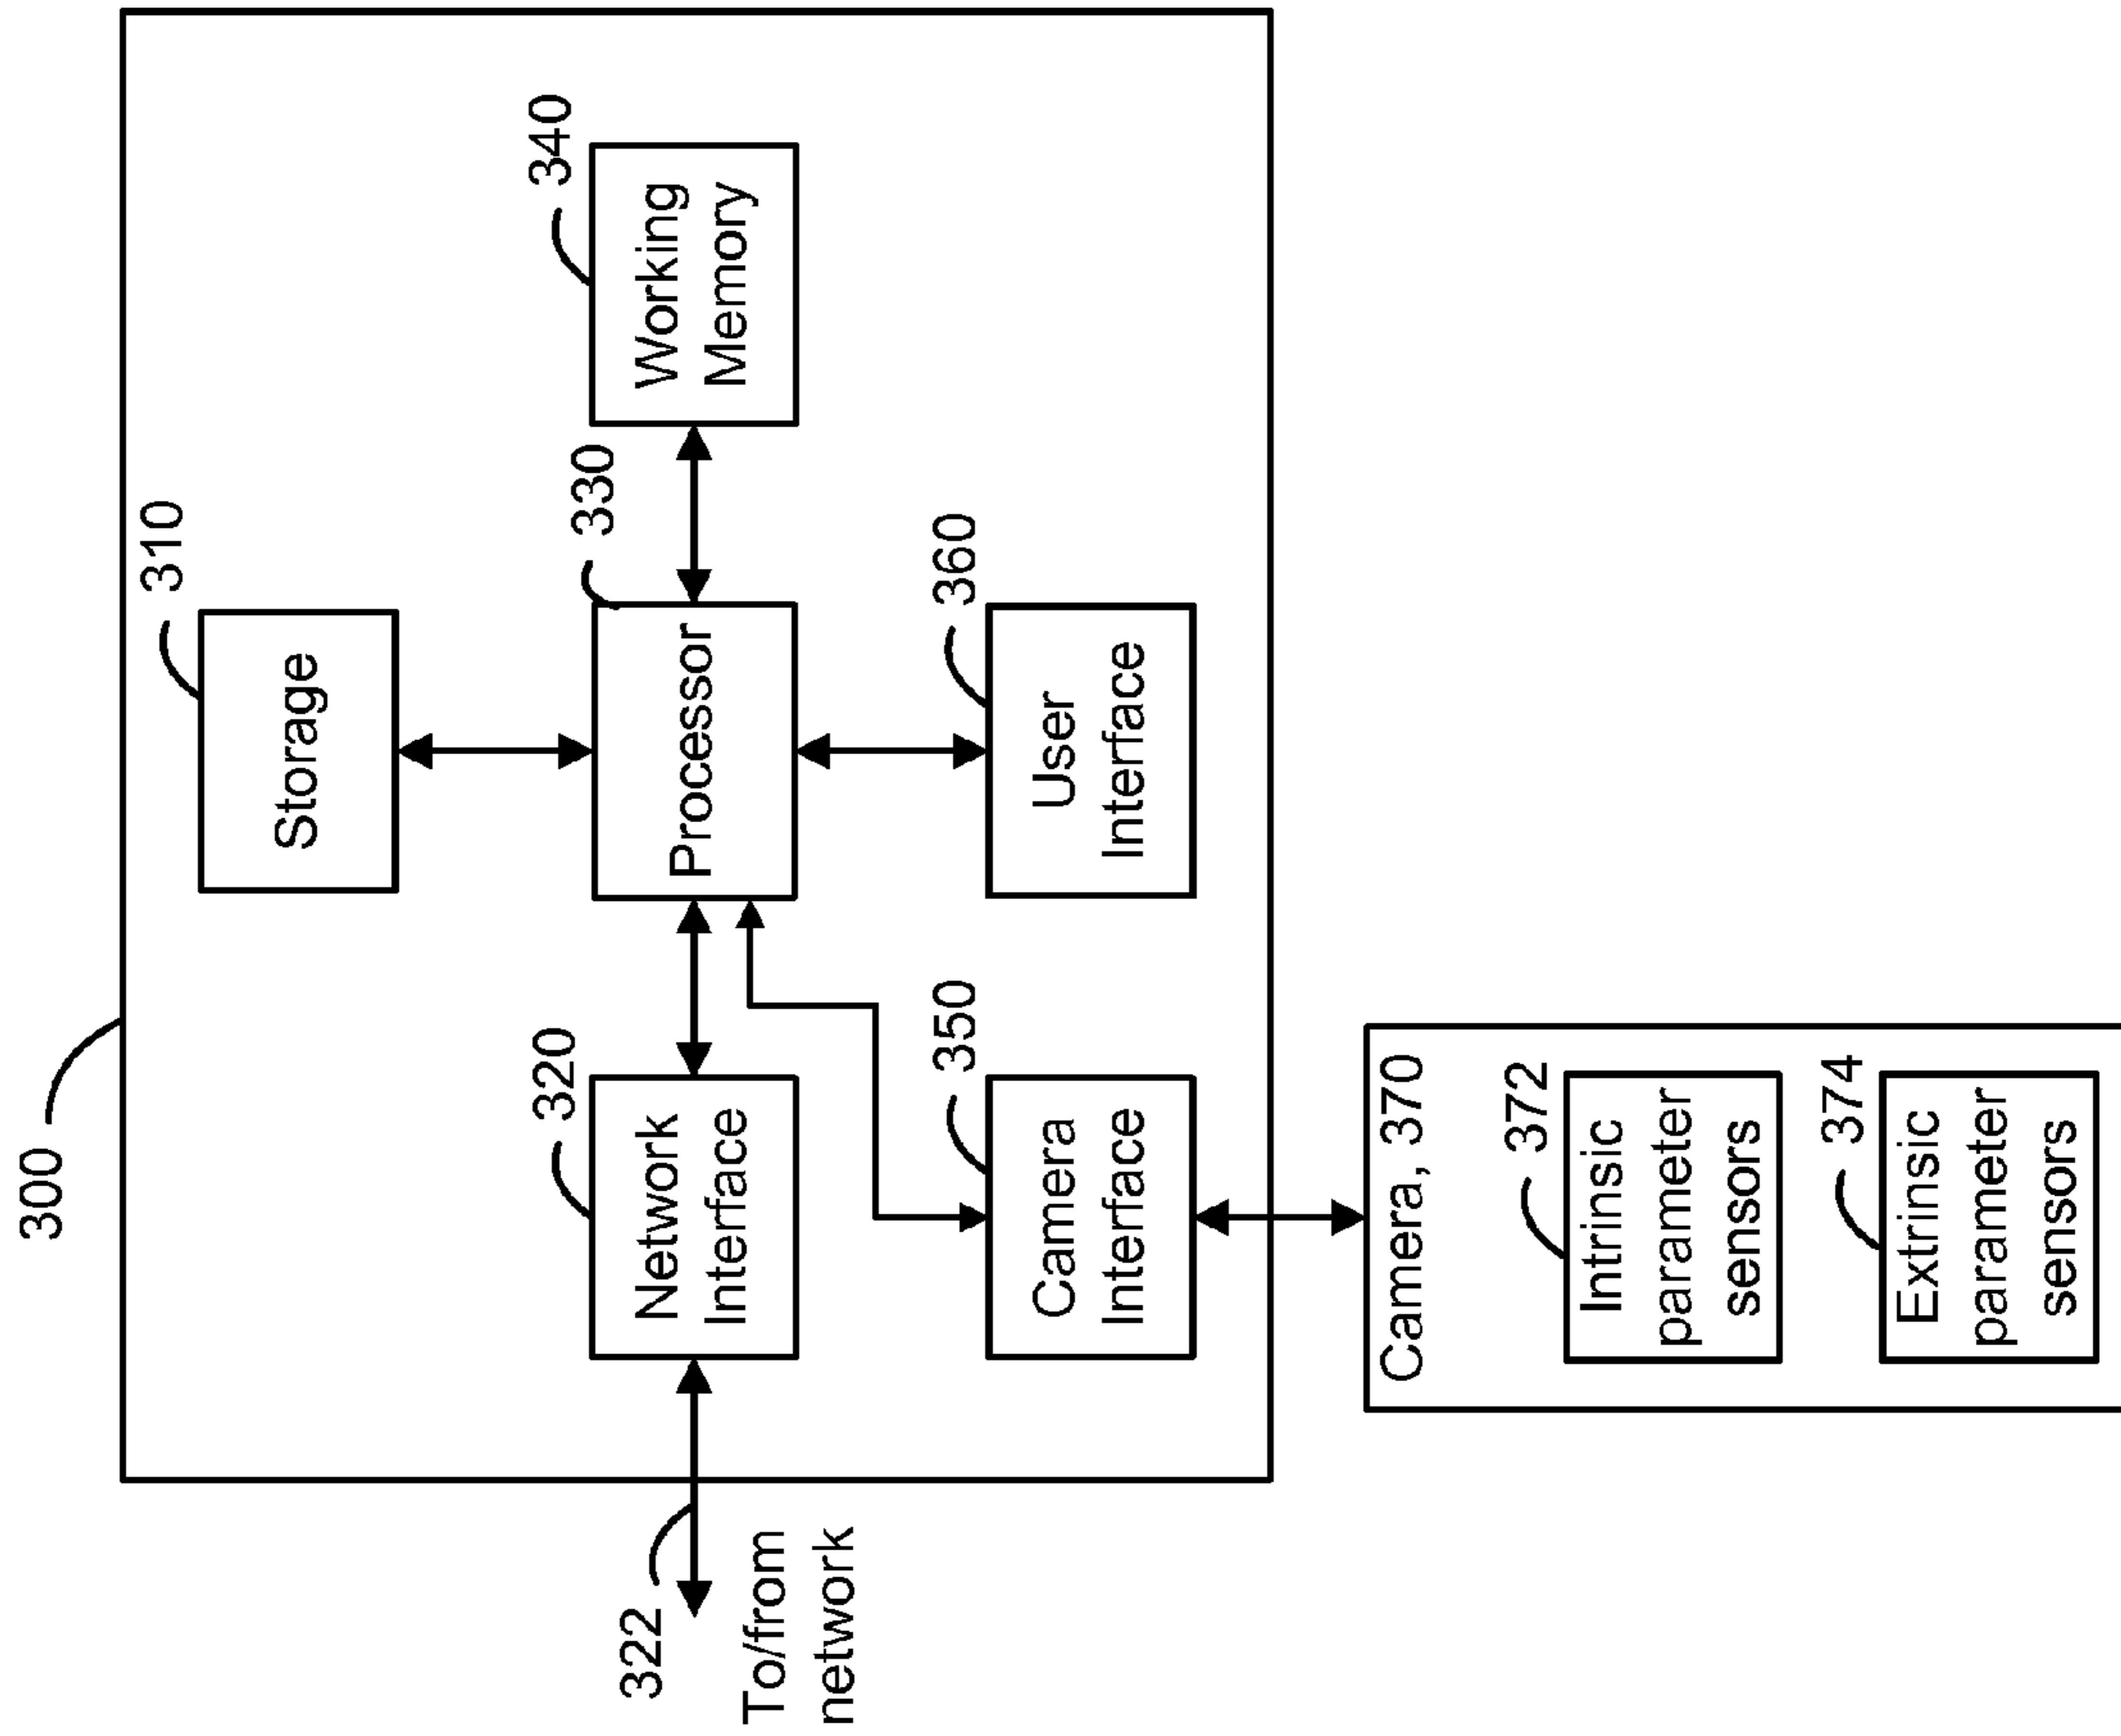 300
310
Storage
320
Network
Interface
330
Processor
340
Working
Memory
322
To/from
network
350
Camera
Interface
360
User
Interface
Camera, 370
372
Intrinsic
parameter
sensors
374
Extrinsic
parameter
sensors